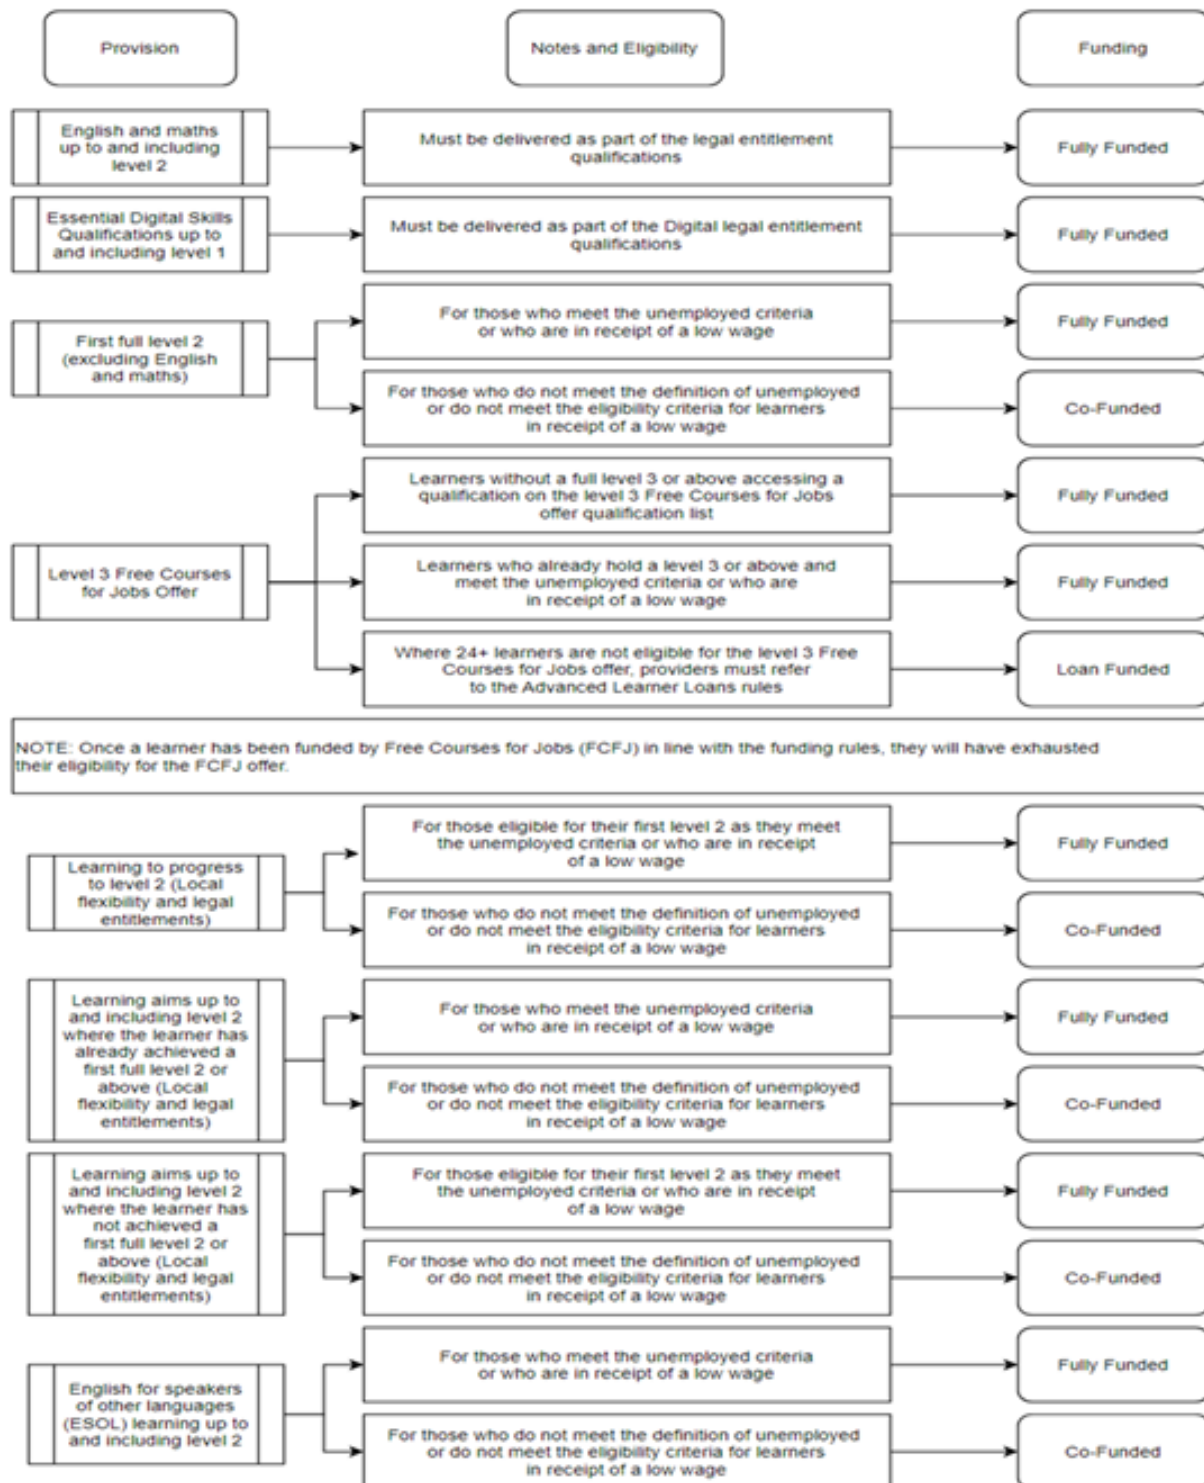 Provision
Notes and Eligibility
Funding
English and maths
up to and including
level 2
Must be delivered as part of the legal entitlement
qualifications
Fully Funded
Essential Digital Skills
Qualifications up to
and including level 1
Must be delivered as part of the Digital legal entitlement
qualifications
Fully Funded
First full level 2
(excluding English
and maths)
For those who meet the unemployed criteria
or who are in receipt of a low wage
Fully Funded
For those who do not meet the definition of unemployed
or do not meet the eligibility criteria for learners
in receipt of a low wage
Co-Funded
Level 3 Free Courses
for Jobs Offer
Learners without a full level 3 or above accessing a
qualification on the level 3 Free Courses for Jobs
offer qualification list
Fully Funded
Learners who already hold a level 3 or above and
meet the unemployed criteria or who are
in receipt of a low wage
Fully Funded
Where 24+ learners are not eligible for the level 3 Free
Courses for Jobs offer, providers must refer
to the Advanced Learner Loans rules
Loan Funded
NOTE: Once a learner has been funded by Free Courses for Jobs (FCFJ) in line with the funding rules, they will have exhausted
their eligibility for the FCFJ offer.
Learning to progress
to level 2 (Local
flexibility and legal
entitlements)
For those eligible for their first level 2 as they meet
the unemployed criteria or who are in receipt
of a low wage
Fully Funded
For those who do not meet the definition of unemployed
or do not meet the eligibility criteria for learners
in receipt of a low wage
Co-Funded
Learning aims up to
and including level 2
where the learner has
already achieved a
first full level 2 or
above (Local
flexibility and legal
entitlements)
For those who meet the unemployed criteria
or who are in receipt of a low wage
Fully Funded
For those who do not meet the definition of unemployed
or do not meet the eligibility criteria for learners
in receipt of a low wage
Co-Funded
Learning aims up to
and including level 2
where the learner has
not achieved a
first full level 2 or
above (Local
flexibility and legal
entitlements)
For those eligible for their first level 2 as they meet
the unemployed criteria or who are in receipt
of a low wage
Fully Funded
For those who do not meet the definition of unemployed
or do not meet the eligibility criteria for learners
in receipt of a low wage
Co-Funded
English for speakers
of other languages
(ESOL) learning up to
and including level 2
For those who meet the unemployed criteria
or who are in receipt of a low wage
Fully Funded
For those who do not meet the definition of unemployed
or do not meet the eligibility criteria for learners
in receipt of a low wage
Co-Funded